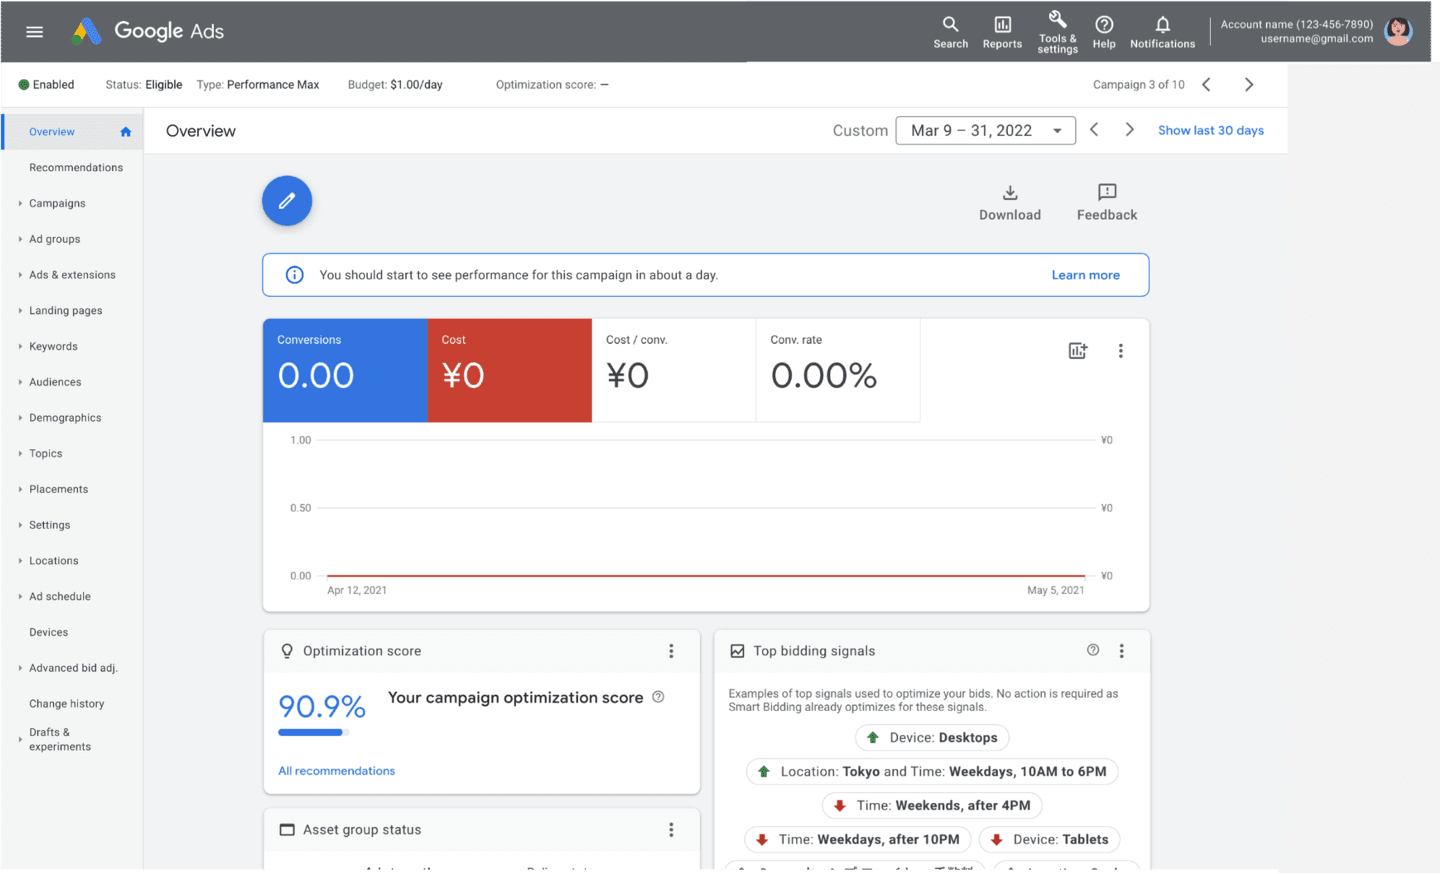 Google Ads
Search
Reports
Tools &
settings
Help
Notifications
Account name (123-456-7890)
username@gmail.com
Enabled
Status: Eligible
Type: Performance Max
Budget: $1.00/day
Optimization score: –
Campaign 3 of 10
Overview
Recommendations
Campaigns
Ad groups
Ads & extensions
Landing pages
Keywords
Audiences
Demographics
Topics
Placements
Settings
Locations
Ad schedule
Devices
Advanced bid adj.
Change history
Drafts &
experiments
Overview
Custom
Mar 9 – 31, 2022
Show last 30 days
Download
Feedback
You should start to see performance for this campaign in about a day.
Learn more
Conversions
0.00
Cost
¥0
Cost / conv.
¥0
Conv. rate
0.00%
1.00
¥0
0.50
¥0
0.00
¥0
Apr 12, 2021
May 5, 2021
Optimization score
90.9%
Your campaign optimization score
All recommendations
Asset group status
Top bidding signals
Examples of top signals used to optimize your bids. No action is required as
Smart Bidding already optimizes for these signals.
Device: Desktops
Location: Tokyo and Time: Weekdays, 10AM to 6PM
Time: Weekends, after 4PM
Time: Weekdays, after 10PM
Device: Tablets